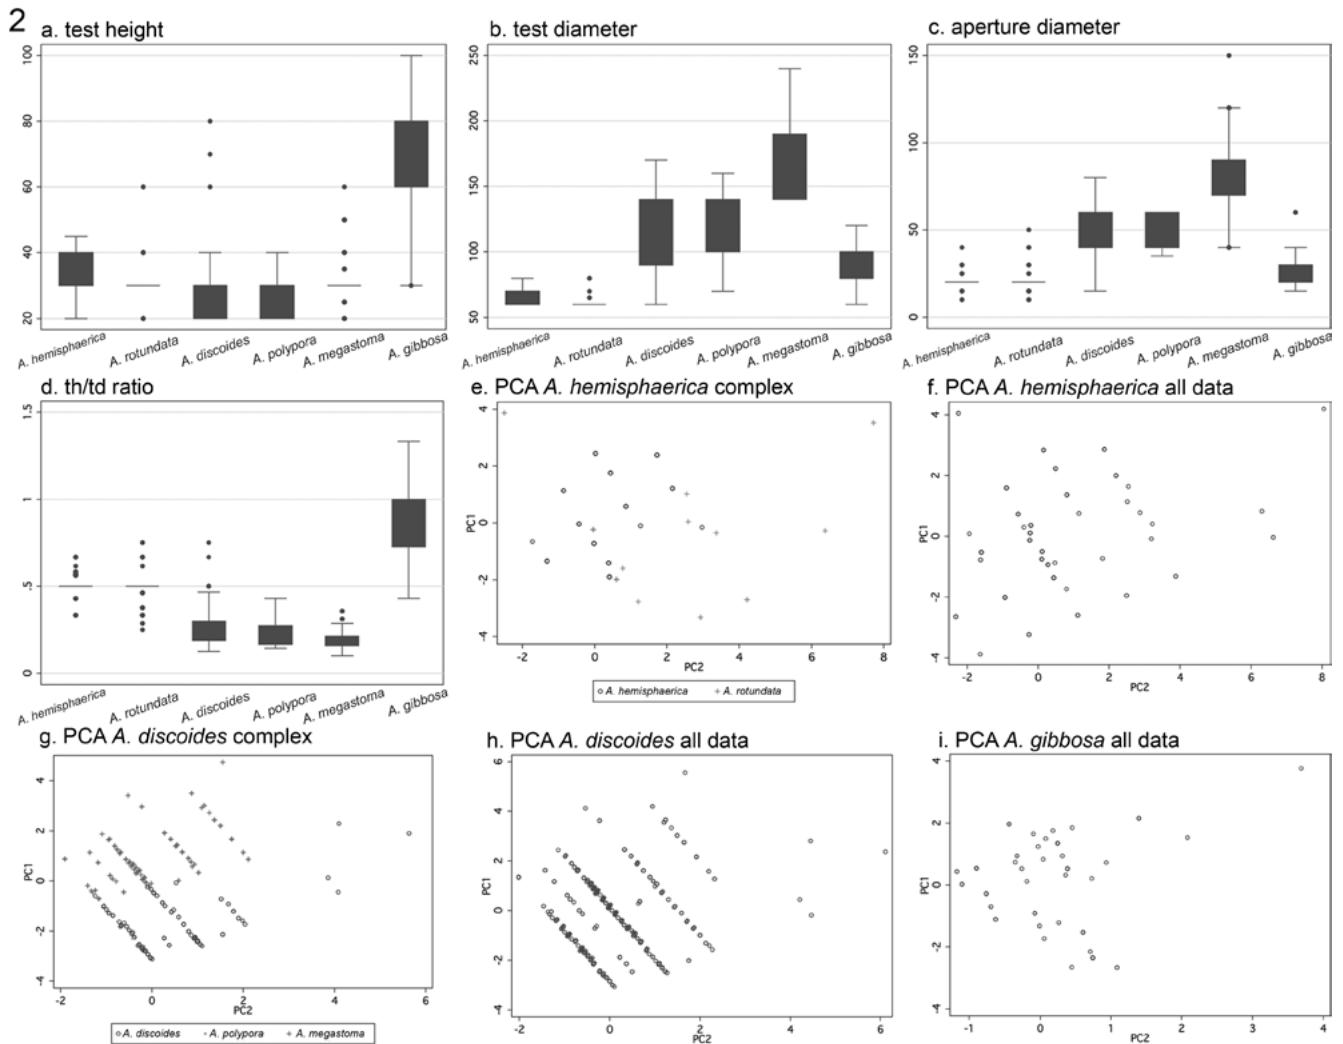 2
a. test height
100
80
60
40
20
A. hemisphaerica
A. rotundata
A. discoides
A. polypora
A. megastoma
A. gibbosa
b. test diameter
250
200
150
100
50
A. hemisphaerica
A. rotundata
A. discoides
A. polypora
A. megastoma
A. gibbosa
c. aperture diameter
150
100
50
0
A. hemisphaerica
A. rotundata
A. discoides
A. polypora
A. megastoma
A. gibbosa
d. th/td ratio
1.5
1
.5
0
A. hemisphaerica
A. rotundata
A. discoides
A. polypora
A. megastoma
A. gibbosa
e. PCA A. hemisphaerica complex
PC1
4
2
0
-2
-4
-2 0 2 4 6 8
PC2
A. hemisphaerica A. rotundata
f. PCA A. hemisphaerica all data
PC1
4
2
0
-2
-4
-2 0 2 4 6 8
PC2
g. PCA A. discoides complex
PC1
4
2
0
-2
-4
-2 0 2 4 6
PC2
A. discoides A. polypora A. megastoma
h. PCA A. discoides all data
PC1
6
4
2
0
-2
-4
-2 0 2 4 6
PC2
i. PCA A. gibbosa all data
PC1
4
2
0
-2
-4
-1 0 1 2 3 4
PC2